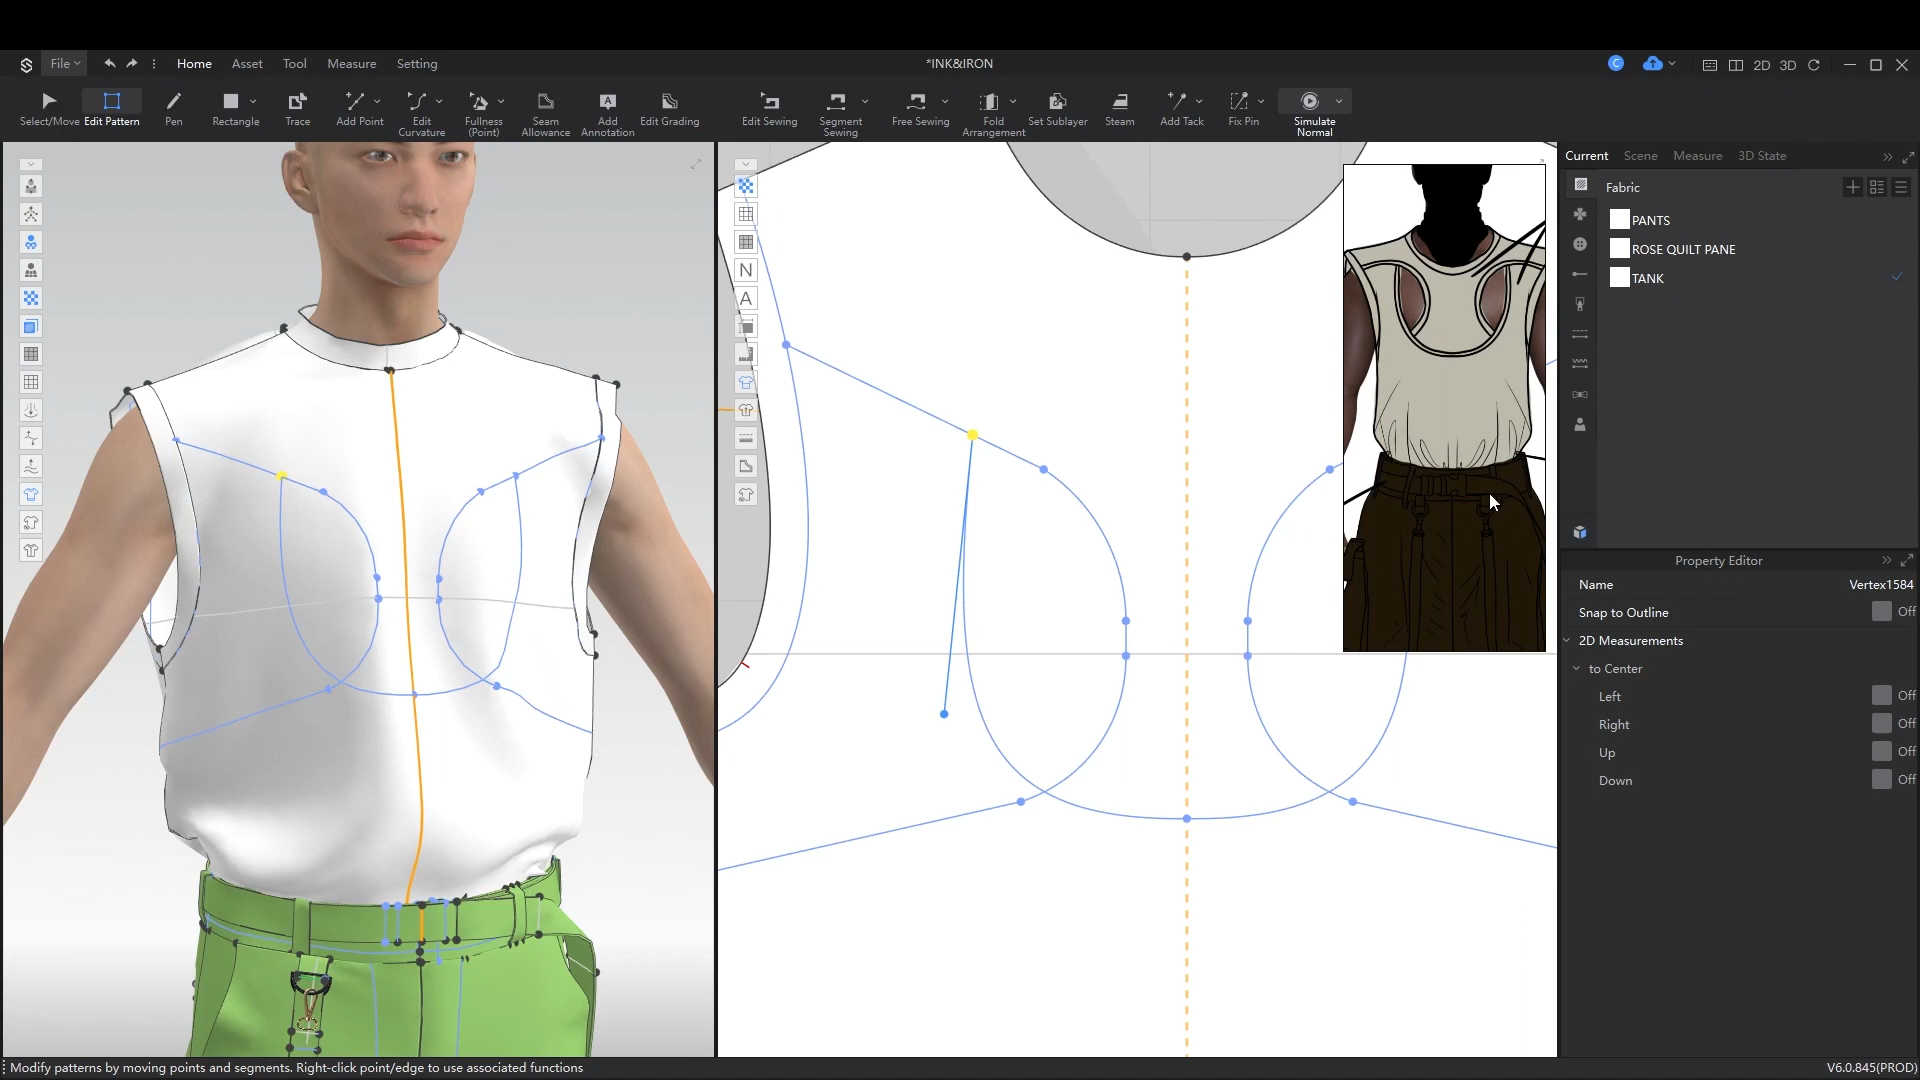 File Home Asset Tool Measure Setting *INK&IRON C 2D 3D
Select/Move Edit Pattern Pen Rectangle Trace Add Point Edit Curvature Fullness (Point) Seam Allowance Add Annotation Edit Grading Edit Sewing Segment Sewing Free Sewing Fold Arrangement Set Sublayer Steam Add Tack Fix Pin Simulate Normal
Current Scene Measure 3D State
Fabric
PANTS
ROSE QUILT PANE
TANK
N
A
Property Editor
Name Vertex1584
Snap to Outline Off
2D Measurements
to Center
Left Off
Right Off
Up Off
Down Off
Modify patterns by moving points and segments. Right-click point/edge to use associated functions V6.0.845(PROD)